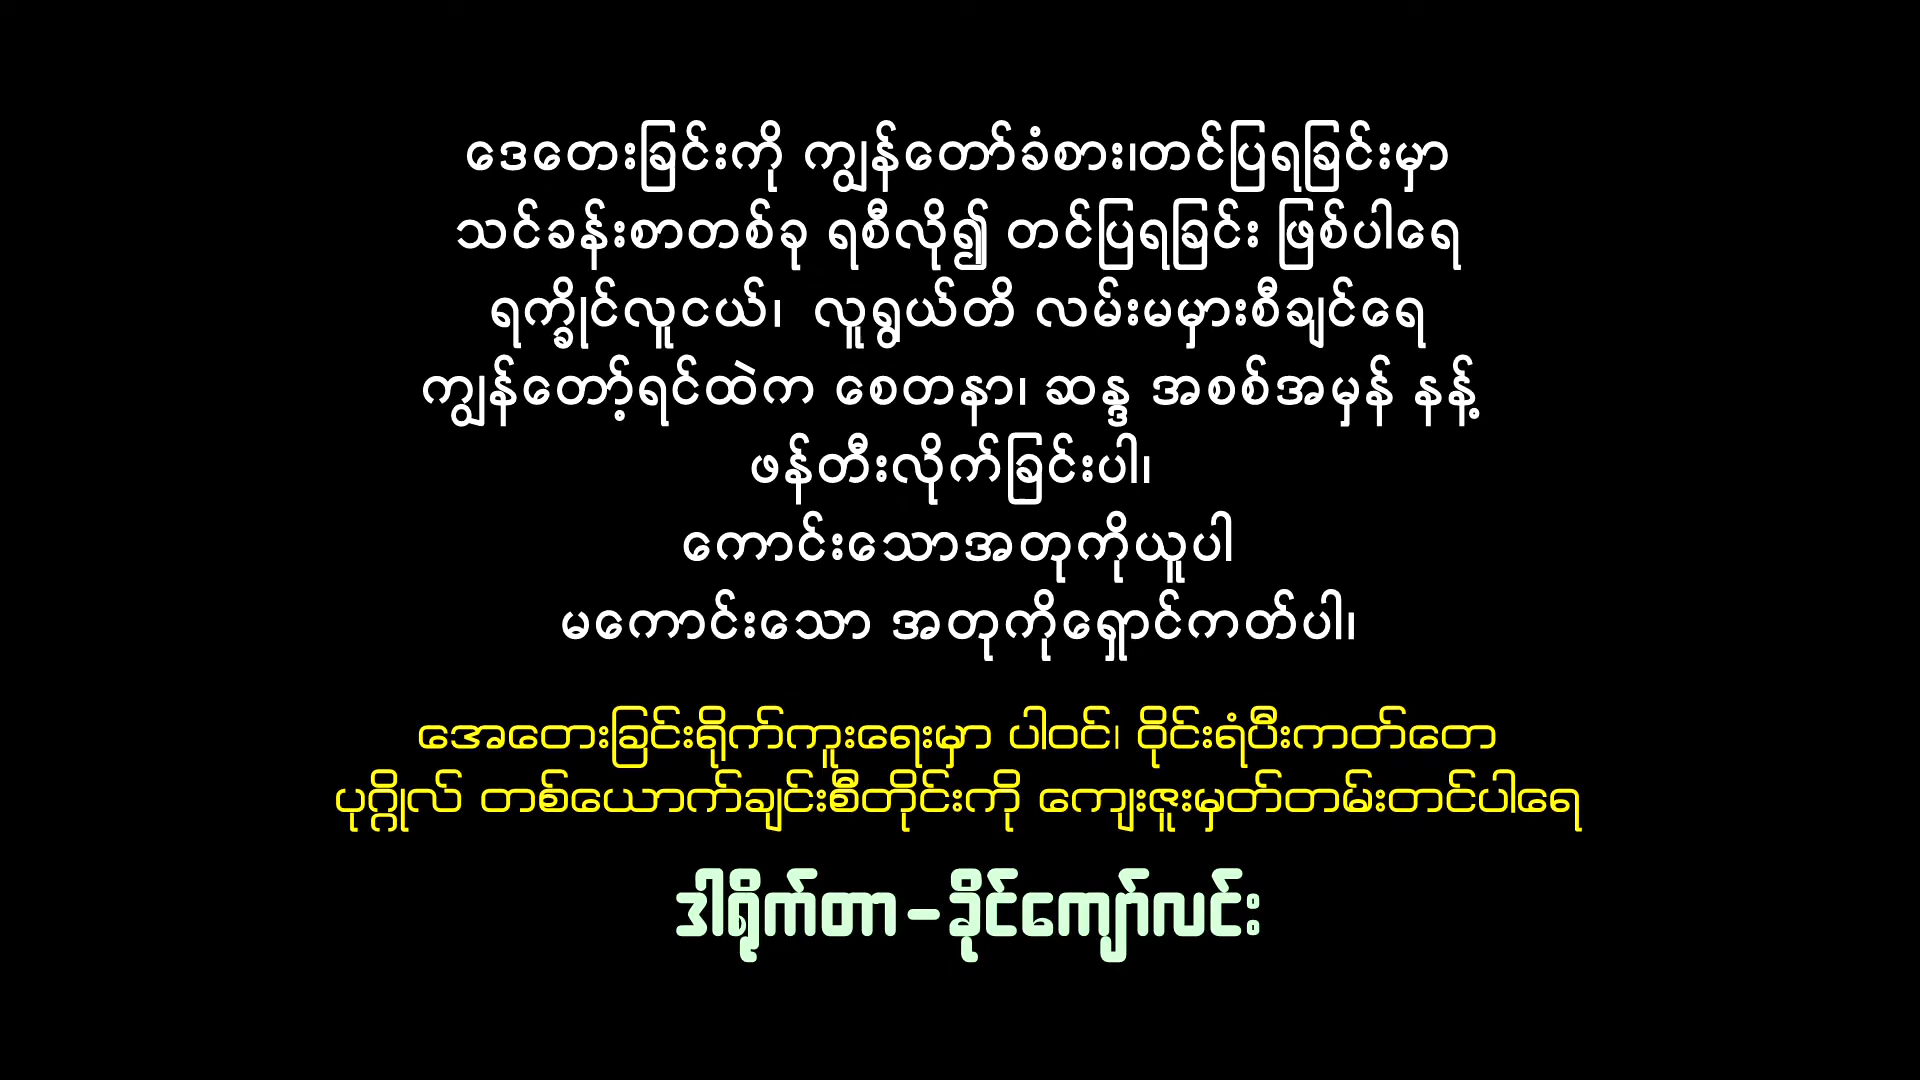 ဒေတေးခြင်းကို ကျွန်တော်ခံစား၊တင်ပြရခြင်းမှာ
သင်ခန်းစာတစ်ခု ရစီလို၍ တင်ပြရခြင်း ဖြစ်ပါရေ
ရက္ခိုင်လူငယ်၊ လူရွယ်တိ လမ်းမမှားစီချင်ရေ
ကျွန်တော့်ရင်ထဲက စေတနာ၊ ဆန္ဒ အစစ်အမှန် နန့်
ဖန်တီးလိုက်ခြင်းပါ၊
ကောင်းသောအတုကိုယူပါ
မကောင်းသော အတုကိုရှောင်ကတ်ပါ၊
အေတေးခြင်းရိုက်ကူးရေးမှာ ပါဝင်၊ ဝိုင်းရံပီးကတ်တေ
ပုဂ္ဂိုလ် တစ်ယောက်ချင်းစီတိုင်းကို ကျေးဇူးမှတ်တမ်းတင်ပါရေ
ဒါရိုက်တာ – ခိုင်ကျော်လင်း